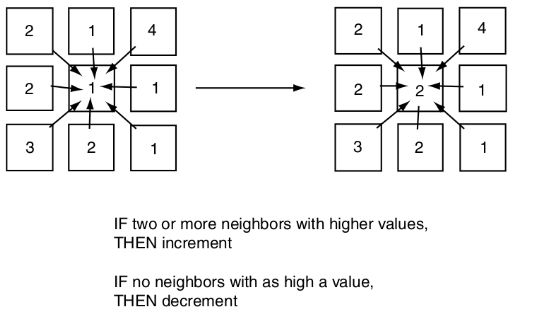 2 1 4 2 1 4
2 1 1 2 2 1
3 2 1 3 2 1
IF two or more neighbors with higher values,
THEN increment
IF no neighbors with as high a value,
THEN decrement